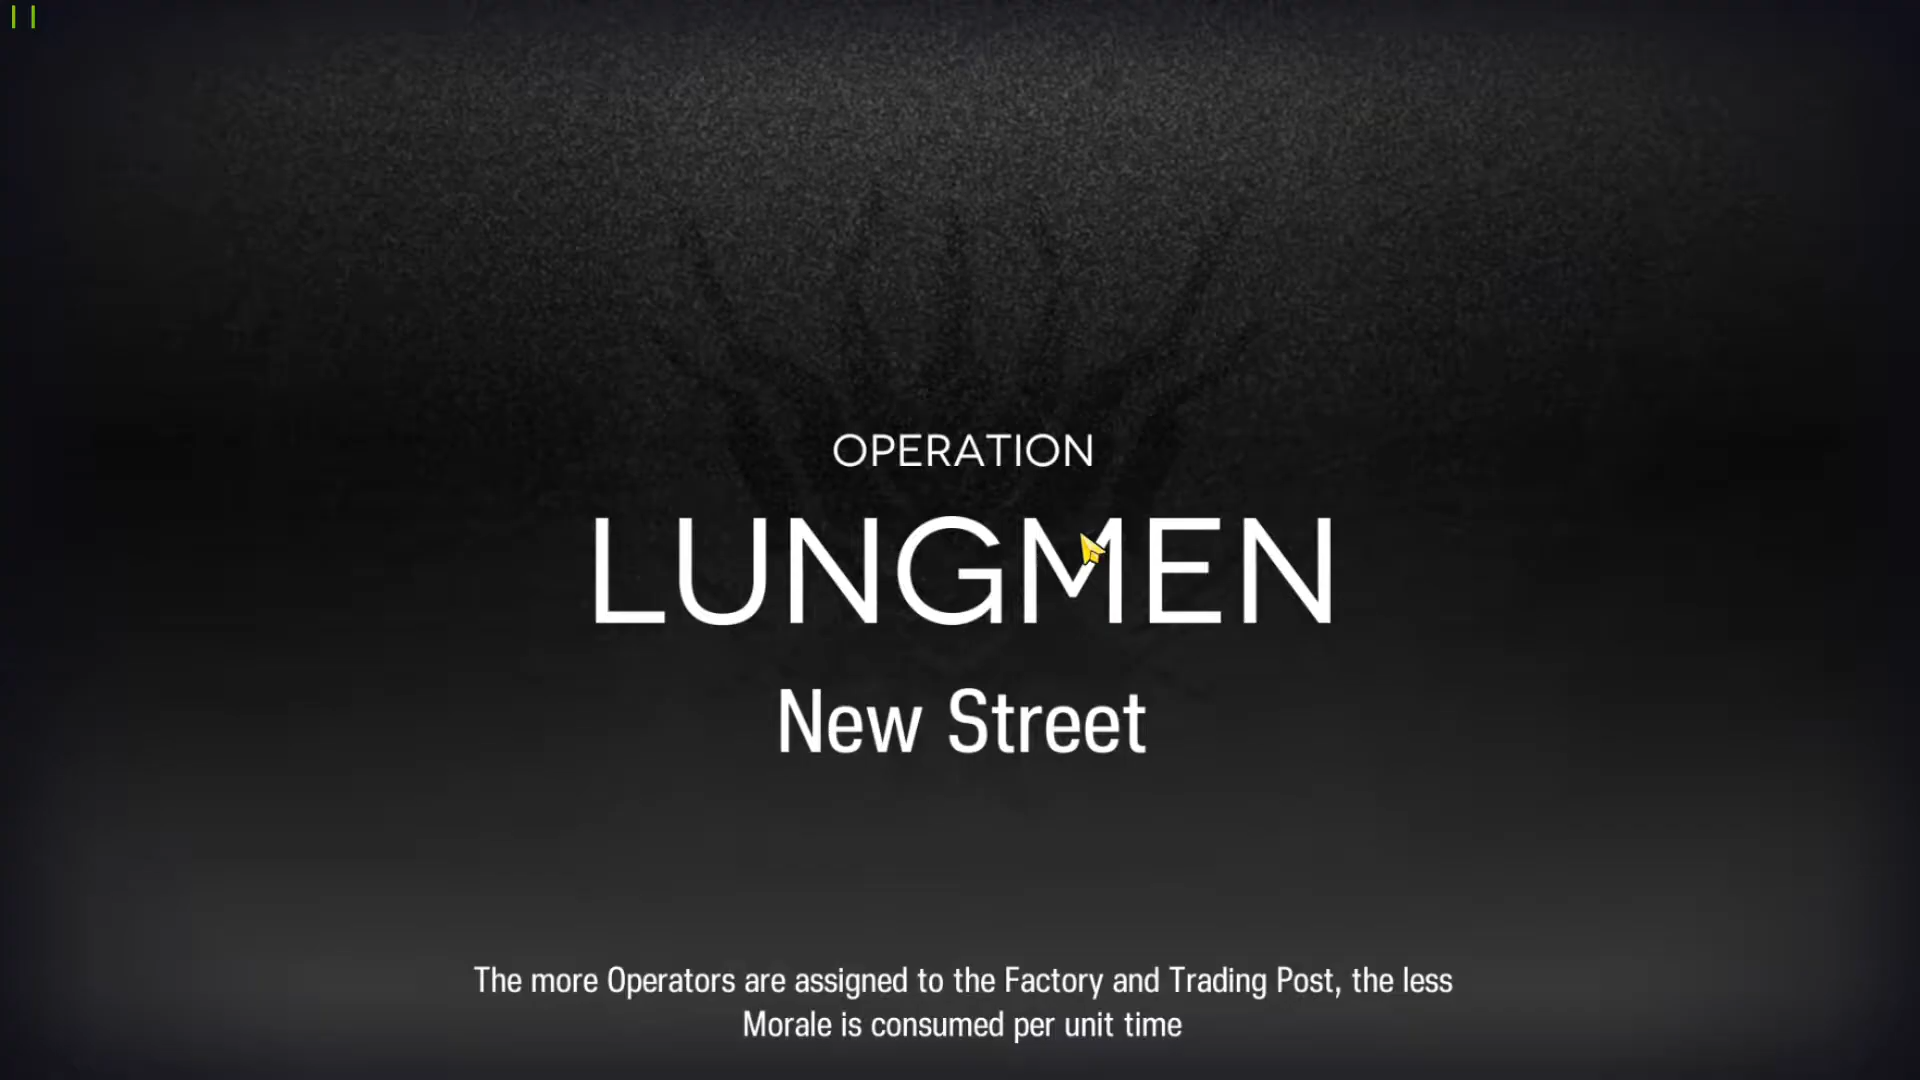 OPERATION
LUNGMEN
New Street
The more Operators are assigned to the Factory and Trading Post, the less
Morale is consumed per unit time